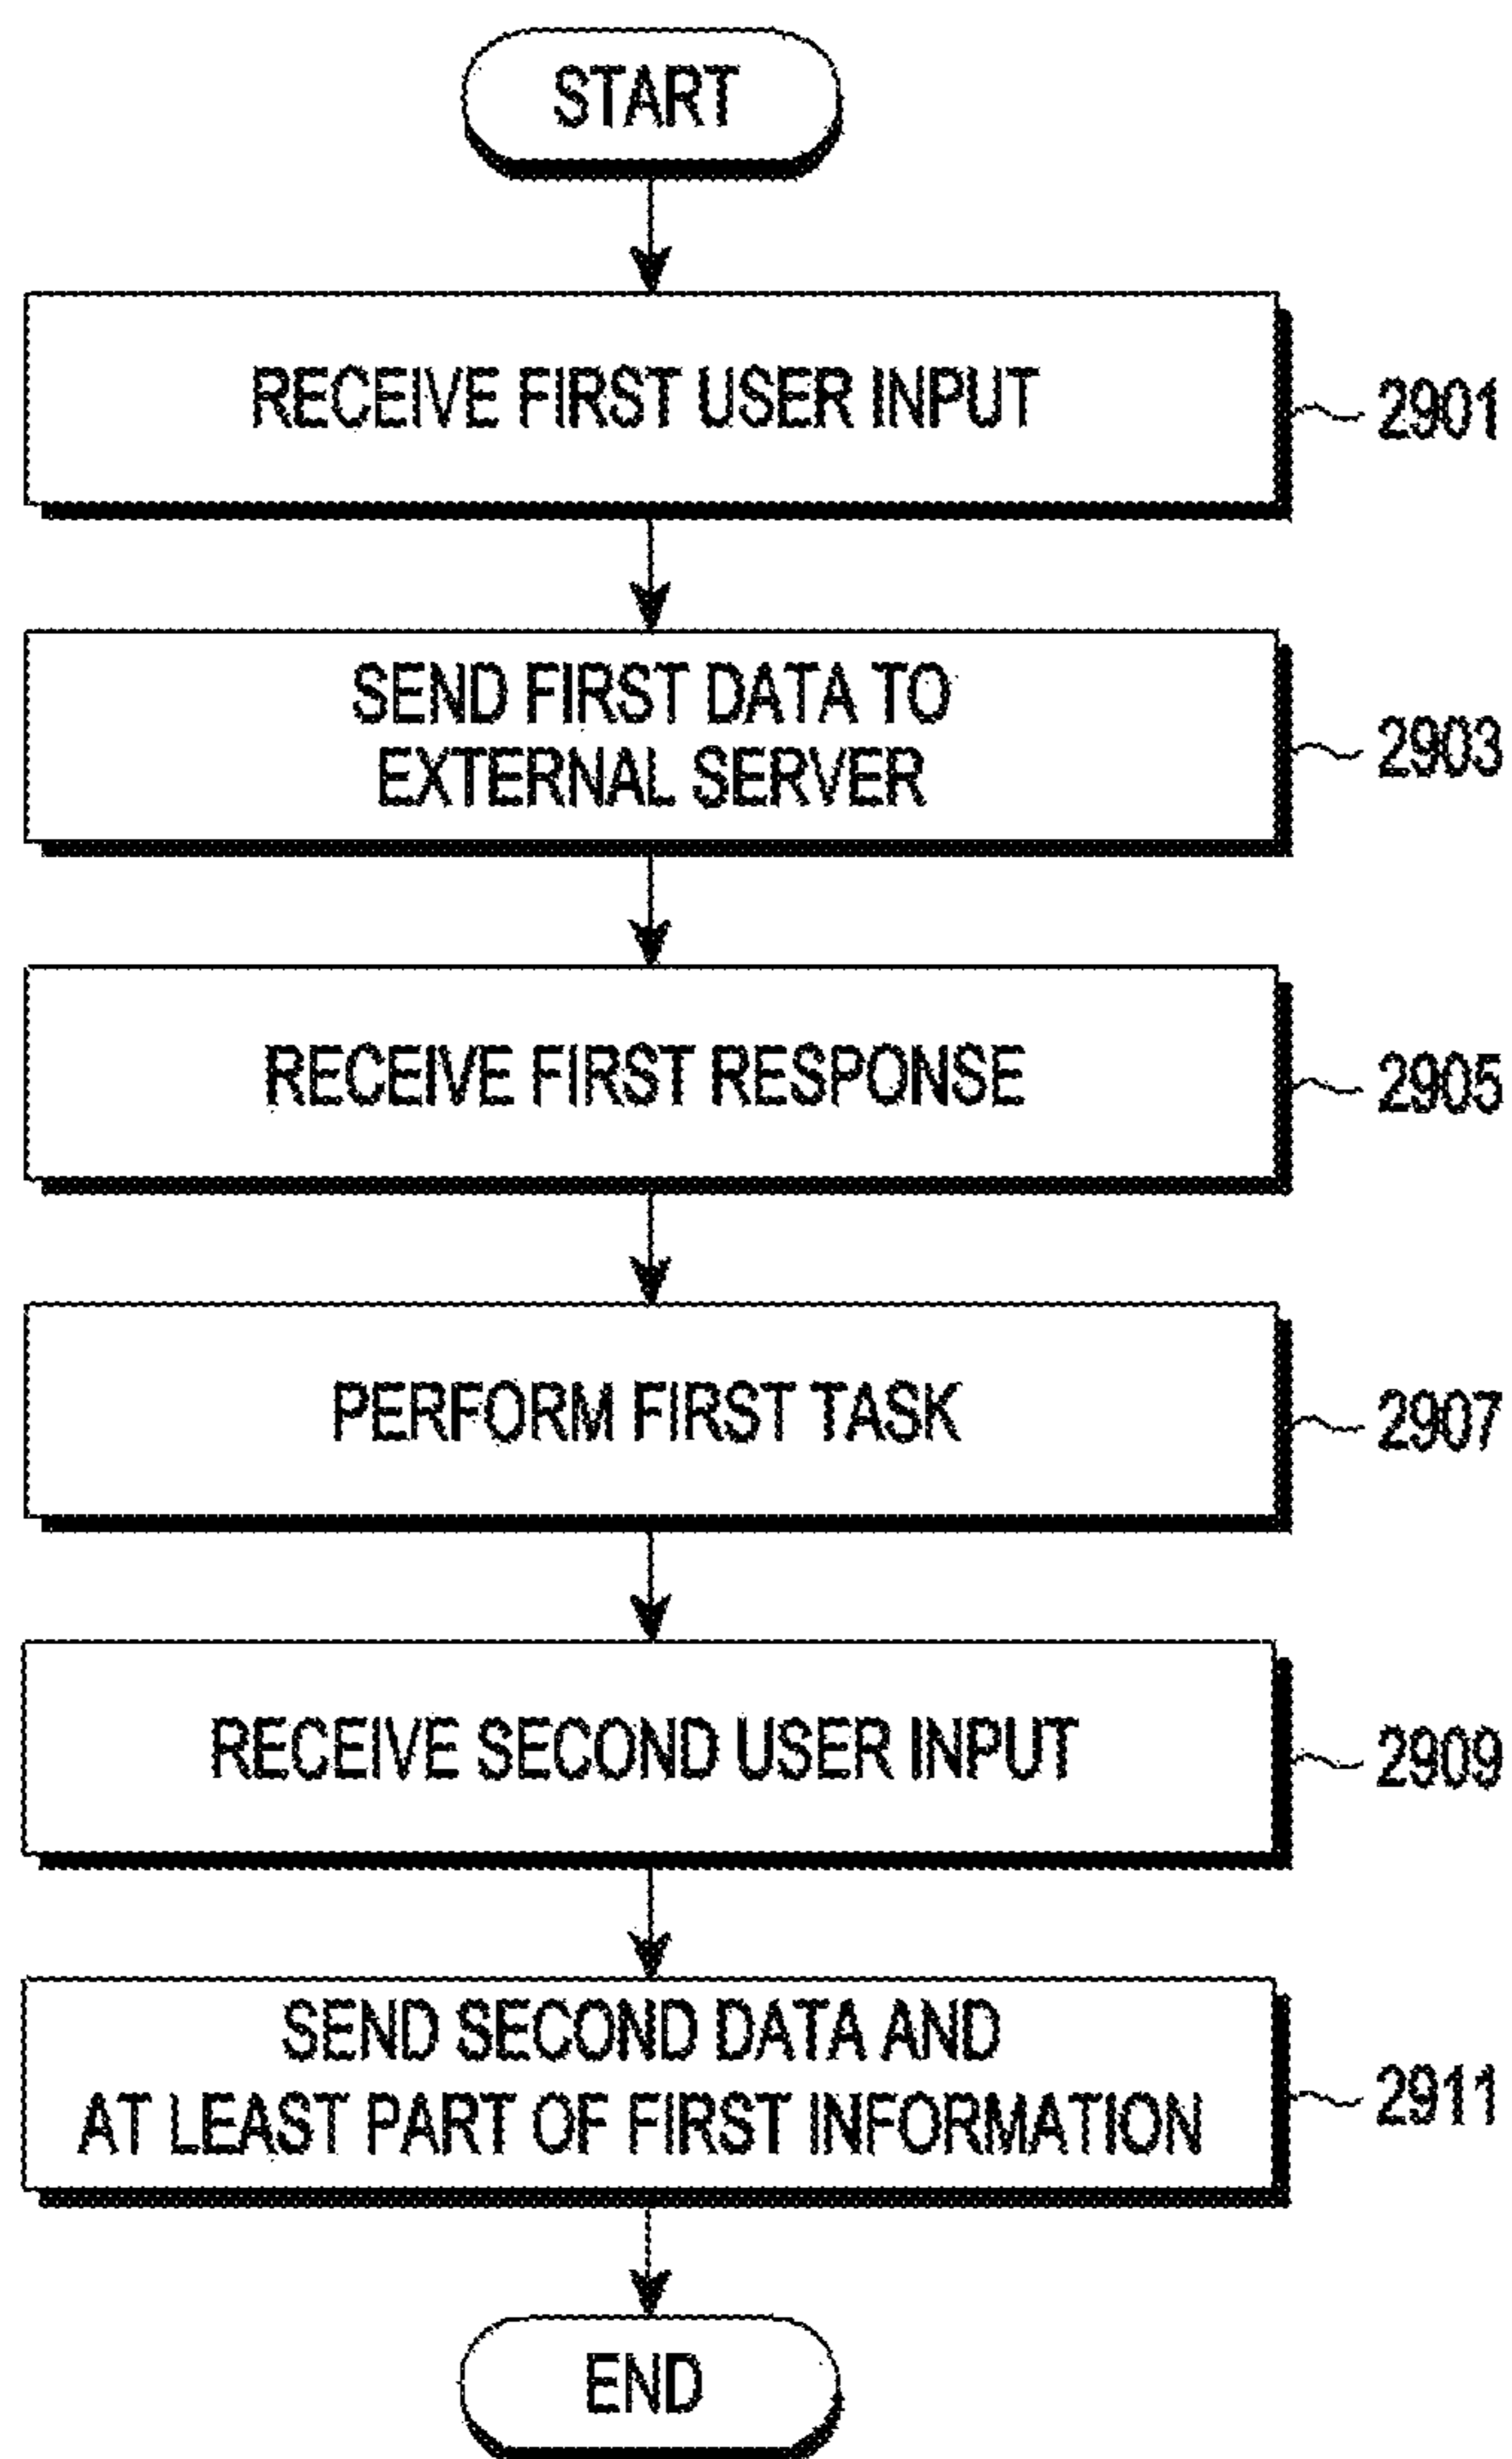 START
RECEIVE FIRST USER INPUT
2901
SEND FIRST DATA TO
EXTERNAL SERVER
2903
RECEIVE FIRST RESPONSE
2905
PERFORM FIRST TASK
2907
RECEIVE SECOND USER INPUT
2909
SEND SECOND DATA AND
AT LEAST PART OF FIRST INFORMATION
2911
END